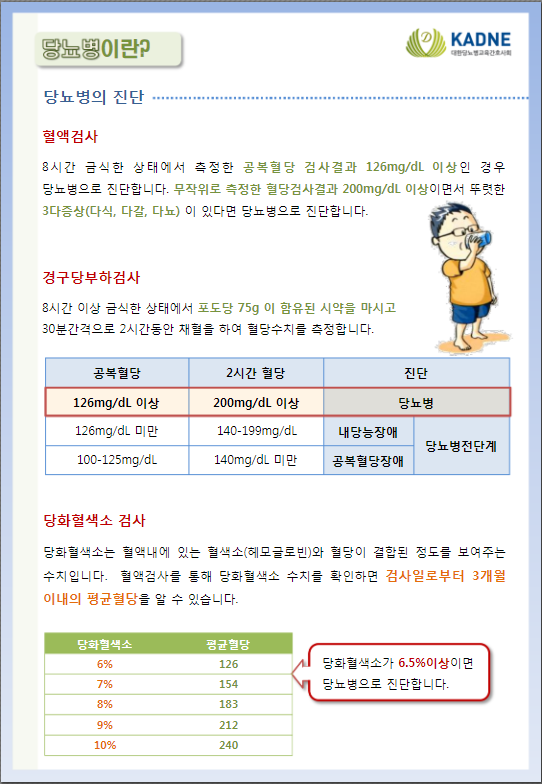 당뇨병이란?
KADNE
대한당뇨병교육간호사회
당뇨병의 진단
혈액검사
8시간 금식한 상태에서 측정한 공복혈당 검사결과 126mg/dL 이상인 경우
당뇨병으로 진단합니다. 무작위로 측정한 혈당검사결과 200mg/dL 이상이면서 뚜렷한
3다증상(다식, 다갈, 다뇨) 이 있다면 당뇨병으로 진단합니다.
경구당부하검사
8시간 이상 금식한 상태에서 포도당 75g 이 함유된 시약을 마시고
30분간격으로 2시간동안 채혈을 하여 혈당수치를 측정합니다.
공복혈당 2시간 혈당 진단
126mg/dL 이상 200mg/dL 이상 당뇨병
126mg/dL 미만 140-199mg/dL 내당능장애
당뇨병전단계
100-125mg/dL 140mg/dL 미만 공복혈당장애
당화혈색소 검사
당화혈색소는 혈액내에 있는 혈색소(헤모글로빈)와 혈당이 결합된 정도를 보여주는
수치입니다. 혈액검사를 통해 당화혈색소 수치를 확인하면 검사일로부터 3개월
이내의 평균혈당을 알 수 있습니다.
당화혈색소 평균혈당
6% 126
7% 154
8% 183
9% 212
10% 240
당화혈색소가 6.5%이상이면
당뇨병으로 진단합니다.